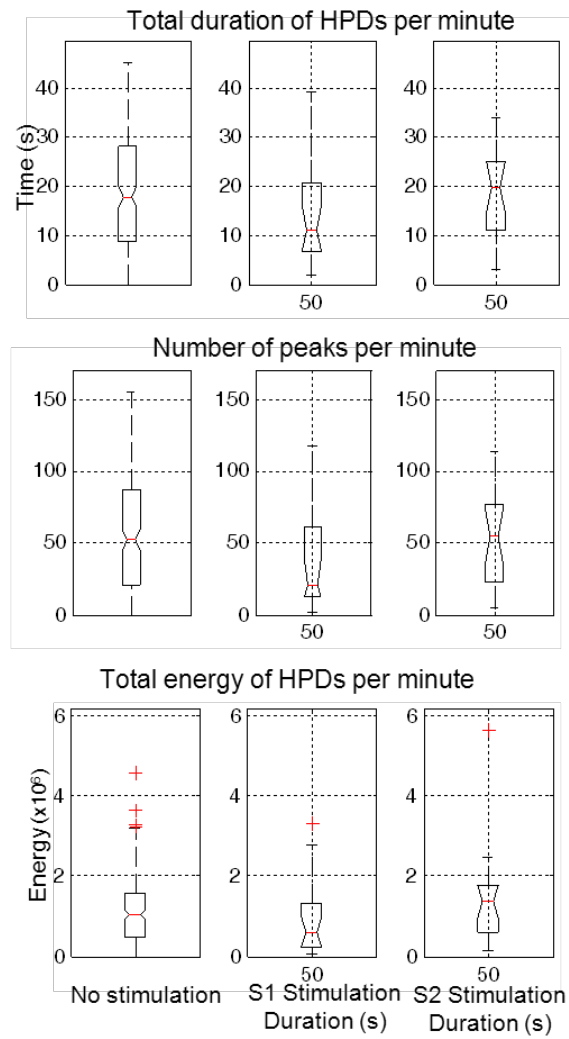 Total duration of HPDs per minute
Time (s)
40 40 40
30 30 30
20 20 20
10 10 10
0 0 0
50 50
Number of peaks per minute
150 150 150
100 100 100
50 50 50
0 0 0
50 50
Total energy of HPDs per minute
Energy (x10⁶)
6 6 6
4 4 4
2 2 2
0 0 0
50 50
No stimulation S1 Stimulation S2 Stimulation
Duration (s) Duration (s)